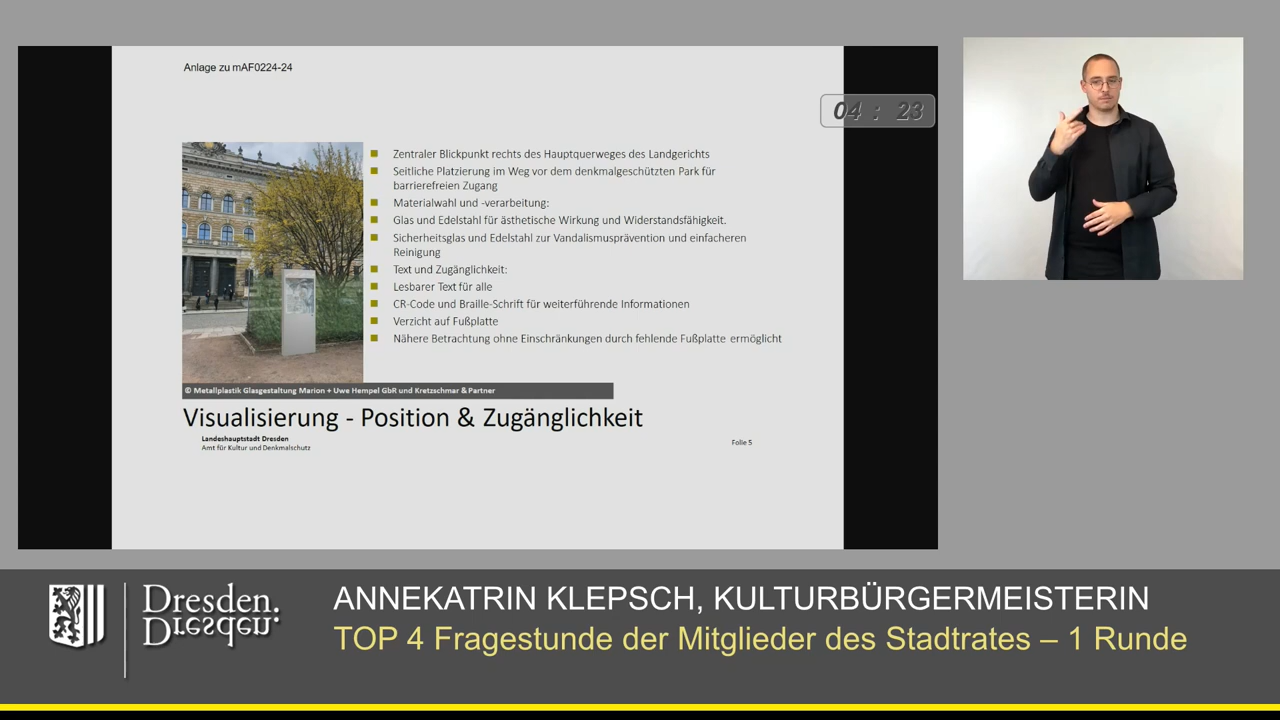 Anlage zu mAF0224-24
04 : 23
Zentraler Blickpunkt rechts des Hauptquerweges des Landgerichts
Seitliche Platzierung im Weg vor dem denkmalgeschützten Park für
barrierefreien Zugang
Materialwahl und -verarbeitung:
Glas und Edelstahl für ästhetische Wirkung und Widerstandsfähigkeit.
Sicherheitsglas und Edelstahl zur Vandalismusprävention und einfacheren
Reinigung
Text und Zugänglichkeit:
Lesbarer Text für alle
CR-Code und Braille-Schrift für weiterführende Informationen
Verzicht auf Fußplatte
Nähere Betrachtung ohne Einschränkungen durch fehlende Fußplatte ermöglicht
© Metallplastik Glasgestaltung Marion + Uwe Hempel GbR und Kretzschmar & Partner
Visualisierung - Position & Zugänglichkeit
Landeshauptstadt Dresden
Amt für Kultur und Denkmalschutz
Folie 5
Dresden.
Dresden.
ANNEKATRIN KLEPSCH, KULTURBÜRGERMEISTERIN
TOP 4 Fragestunde der Mitglieder des Stadtrates – 1 Runde